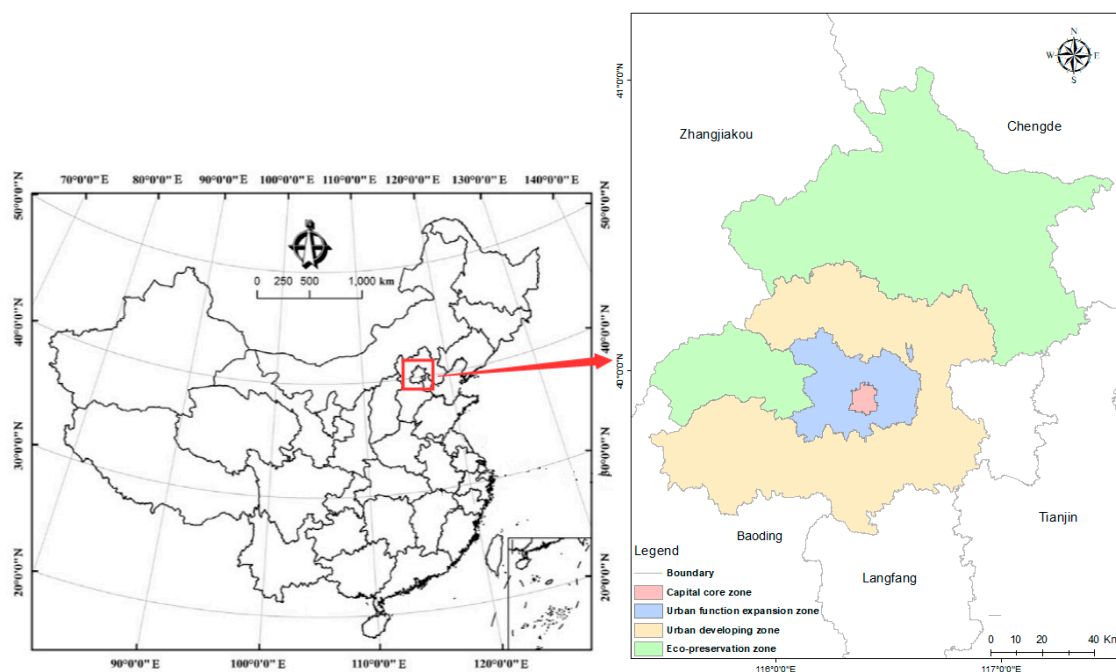 70°0'0"E 80°0'0"E 90°0'0"E 100°0'0"E 110°0'0"E 120°0'0"E 130°0'0"E 140°0'0"E
50°0'0"N
40°0'0"N
30°0'0"N
20°0'0"N
50°0'0"N
40°0'0"N
30°0'0"N
20°0'0"N
0 250 500 1,000 km
90°0'0"E 100°0'0"E 110°0'0"E 120°0'0"E
N
W E
S
41°0'0"N
40°0'0"N
Zhangjiakou
Chengde
Baoding
Langfang
Tianjin
Legend
Boundary
Capital core zone
Urban function expansion zone
Urban developing zone
Eco-preservation zone
0 10 20 40 Km
116°0'0"E 117°0'0"E